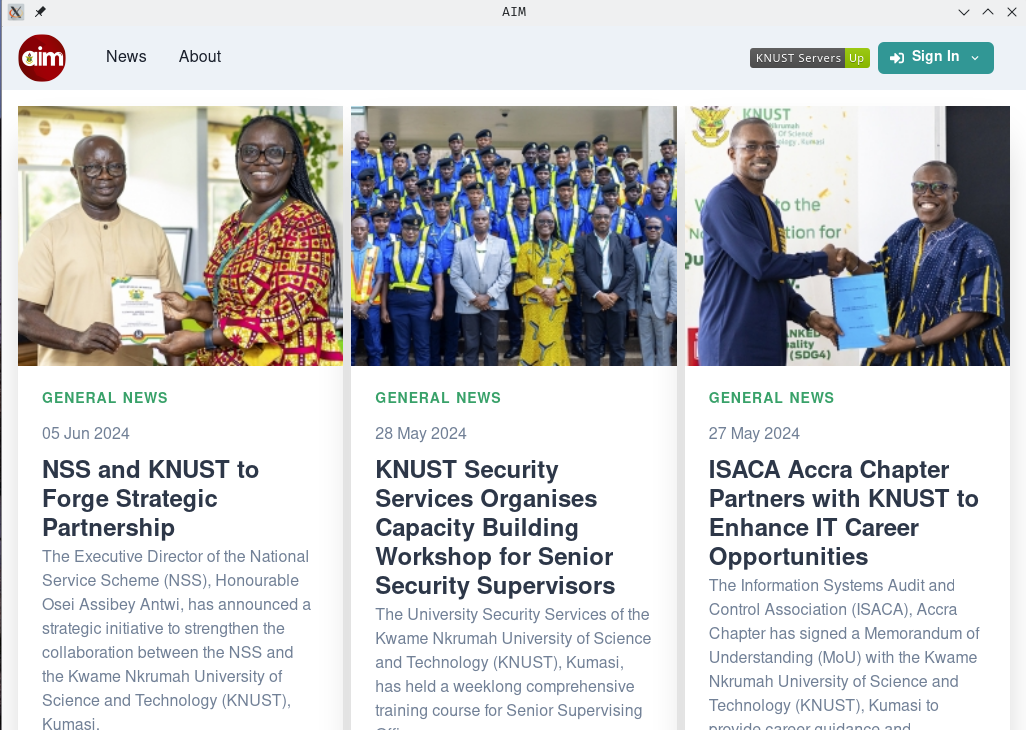 AIM
aim
News
About
KNUST Servers Up
Sign In
KNUST
to the
for
(SDG4)
GENERAL NEWS
05 Jun 2024
NSS and KNUST to
Forge Strategic
Partnership
The Executive Director of the National
Service Scheme (NSS), Honourable
Osei Assibey Antwi, has announced a
strategic initiative to strengthen the
collaboration between the NSS and
the Kwame Nkrumah University of
Science and Technology (KNUST),
Kumasi.
GENERAL NEWS
28 May 2024
KNUST Security
Services Organises
Capacity Building
Workshop for Senior
Security Supervisors
The University Security Services of the
Kwame Nkrumah University of Science
and Technology (KNUST), Kumasi,
has held a weeklong comprehensive
training course for Senior Supervising
GENERAL NEWS
27 May 2024
ISACA Accra Chapter
Partners with KNUST to
Enhance IT Career
Opportunities
The Information Systems Audit and
Control Association (ISACA), Accra
Chapter has signed a Memorandum of
Understanding (MoU) with the Kwame
Nkrumah University of Science and
Technology (KNUST), Kumasi to
provide career guidance and